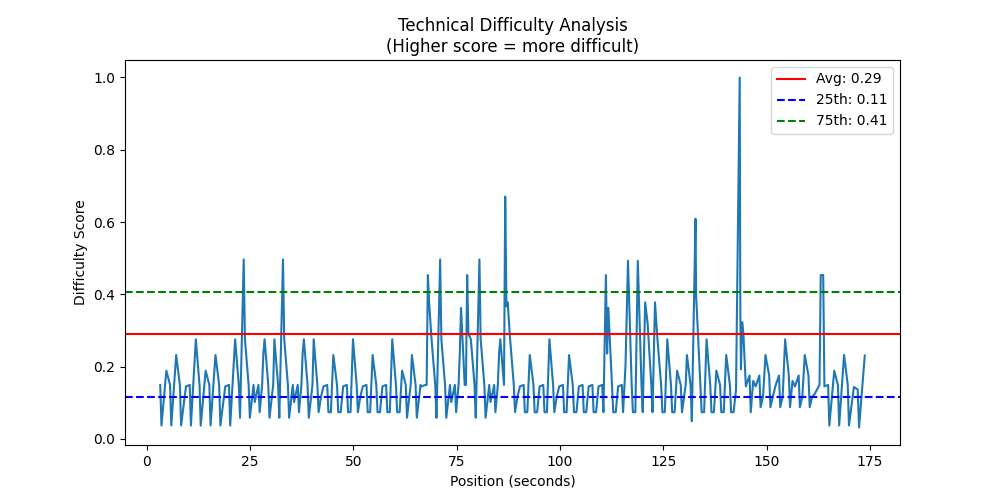 Technical Difficulty Analysis
(Higher score = more difficult)
Avg: 0.29
25th: 0.11
75th: 0.41
1.0
0.8
0.6
0.4
0.2
0.0
Difficulty Score
0 25 50 75 100 125 150 175
Position (seconds)